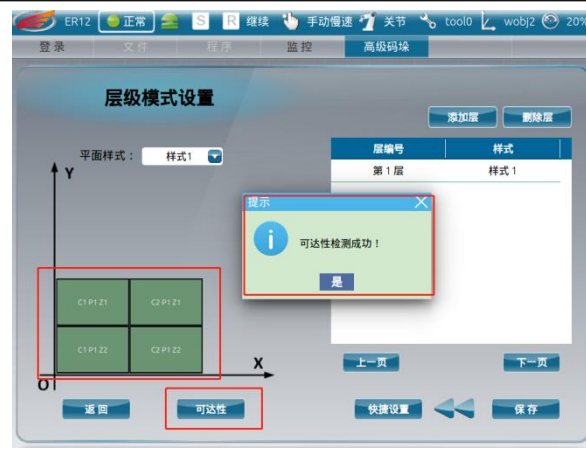 ER12 正常 S R 继续 手动慢速 关节 tool0 wobj2 20%
登录 文件 程序 监控 高级码垛
层级模式设置
添加层 删除层
平面样式： 样式1
层编号 样式
第 1 层 样式 1
Y
提示
可达性检测成功！
是
C1 P1 Z1 C2 P1 Z1
C1 P1 Z2 C2 P1 Z2
X
上一页 下一页
O
返回 可达性 快捷设置 保存